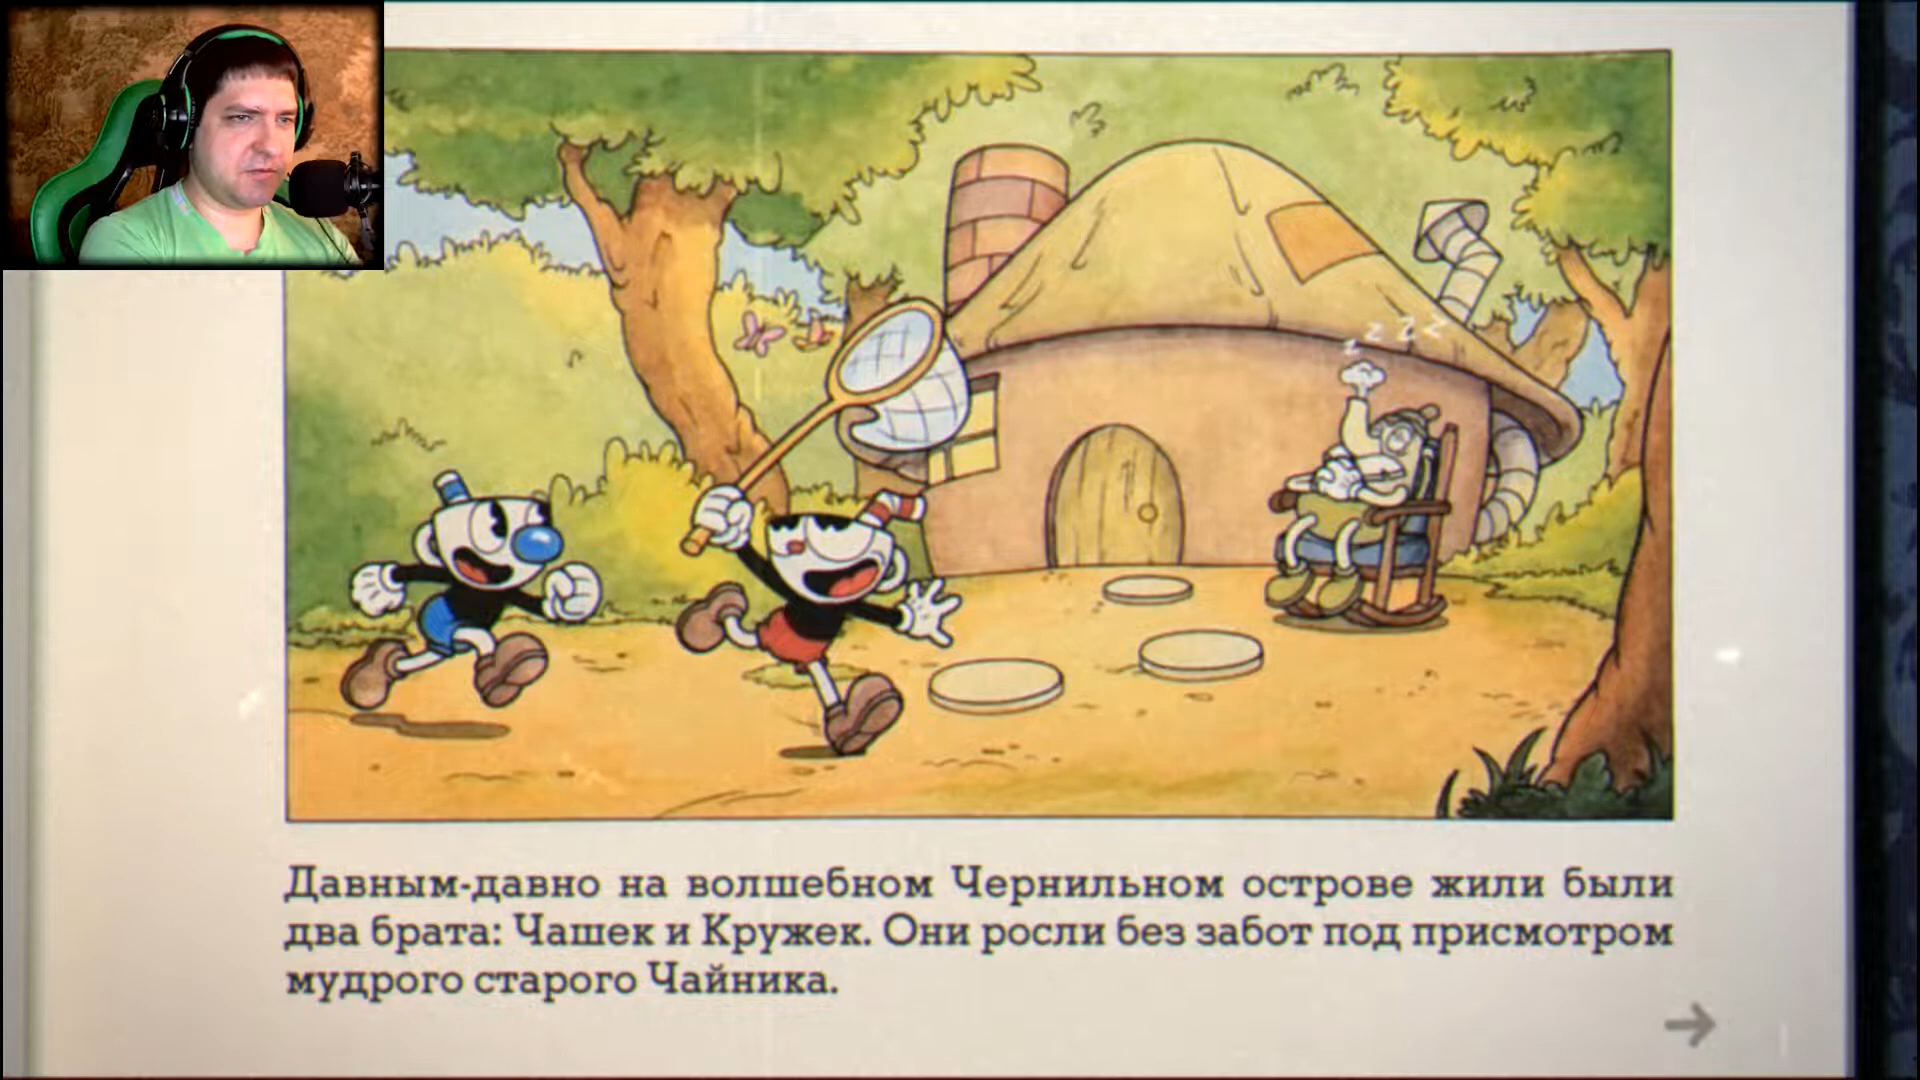 z z z z
Давным-давно на волшебном Чернильном острове жили были
два брата: Чашек и Кружек. Они росли без забот под присмотром
мудрого старого Чайника.